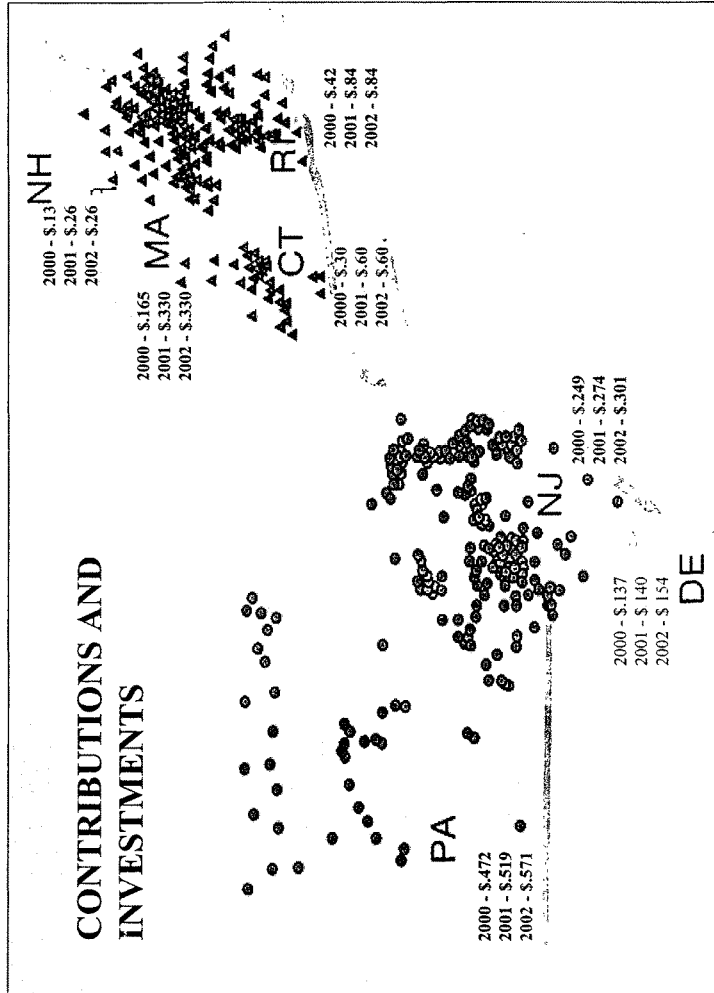 CONTRIBUTIONS AND
INVESTMENTS
NH
2000 - $.13
2001 - $.26
2002 - $.26
MA
2000 - $.165
2001 - $.330
2002 - $.330
CT
2000 - $.30
2001 - $.60
2002 - $.60
RI
2000 - $.42
2001 - $.84
2002 - $.84
PA
2000 - $.472
2001 - $.519
2002 - $.571
NJ
2000 - $.249
2001 - $.274
2002 - $.301
2000 - $.137
2001 - $ 140
2002 - $ 154
DE